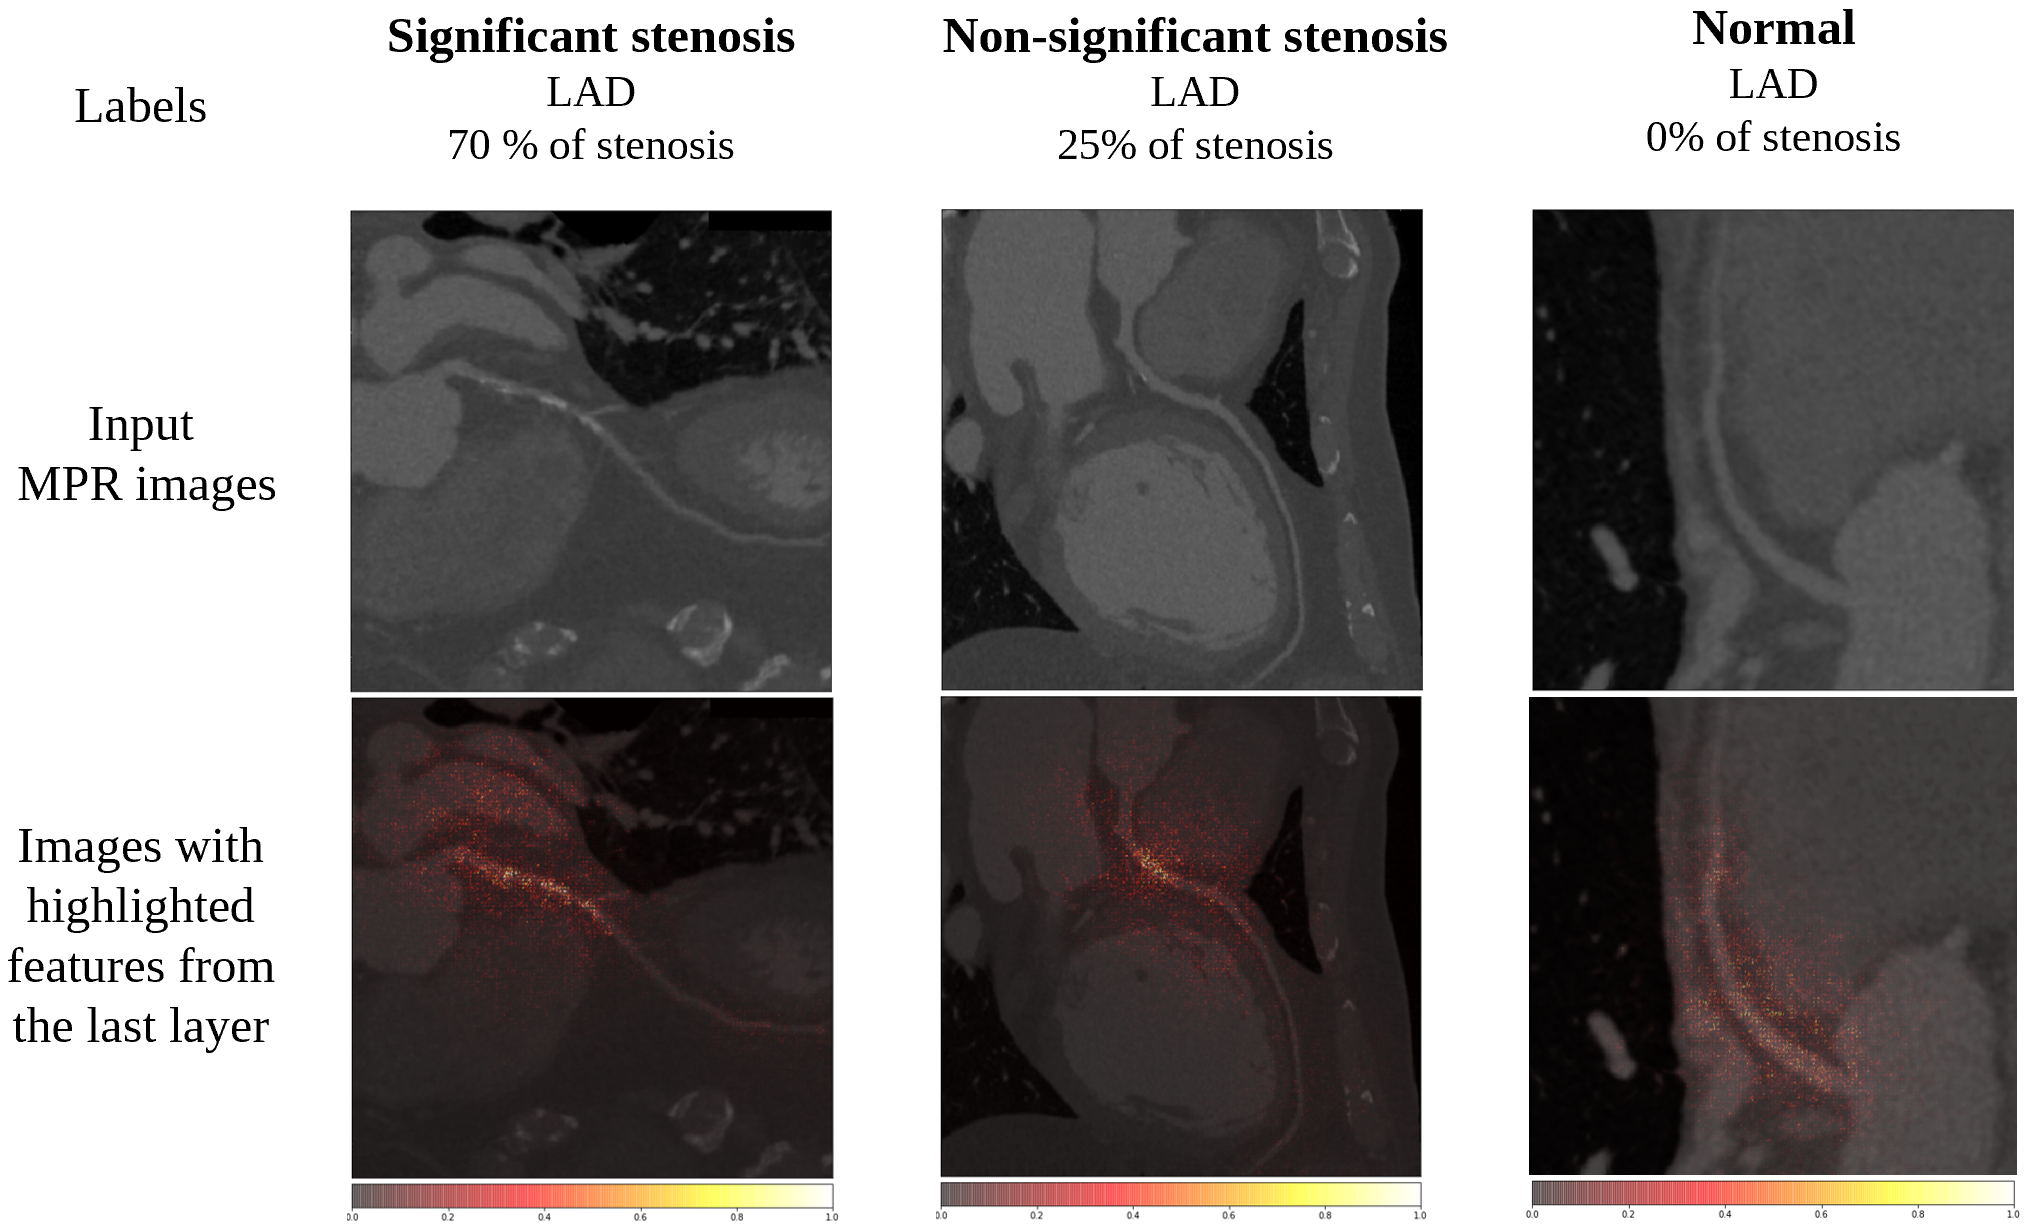 Labels
Significant stenosis
LAD
70 % of stenosis
Non-significant stenosis
LAD
25% of stenosis
Normal
LAD
0% of stenosis
Input
MPR images
Images with
highlighted
features from
the last layer
0.0 0.2 0.4 0.6 0.8 1.0
0.0 0.2 0.4 0.6 0.8 1.0
0.0 0.2 0.4 0.6 0.8 1.0